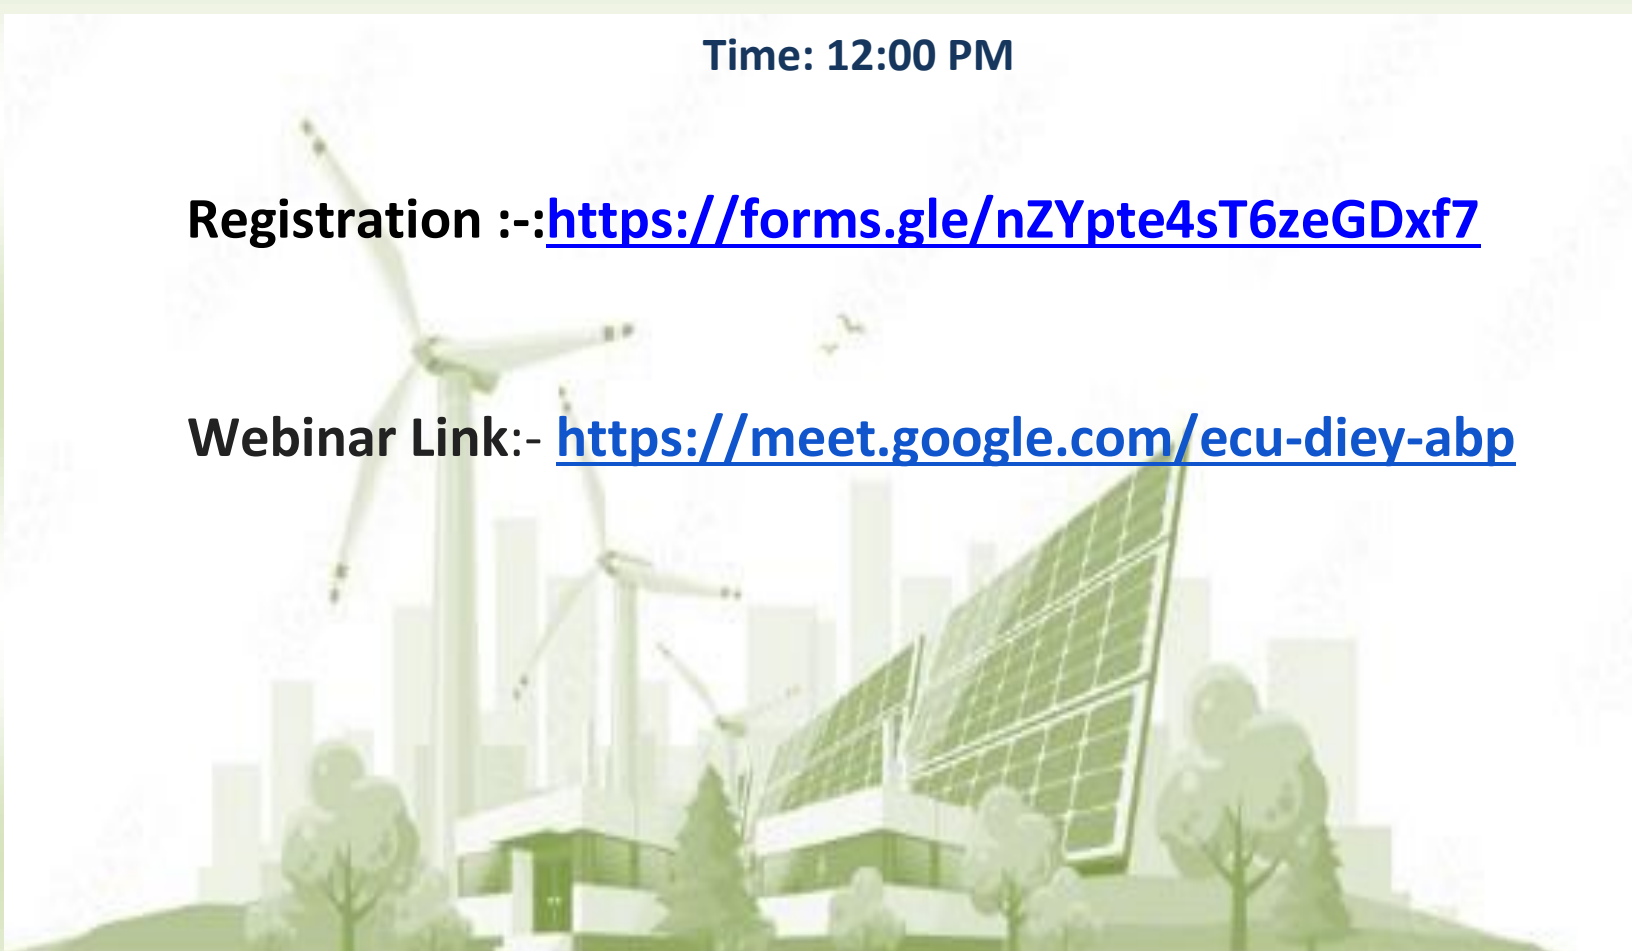 Time: 12:00 PM
Registration :-:https://forms.gle/nZYpte4sT6zeGDxf7
Webinar Link:- https://meet.google.com/ecu-diey-abp